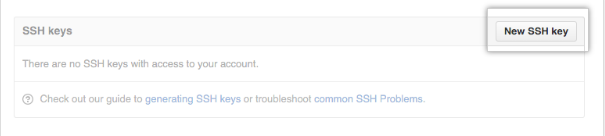 SSH keys
New SSH key
There are no SSH keys with access to your account.
Check out our guide to generating SSH keys or troubleshoot common SSH Problems.